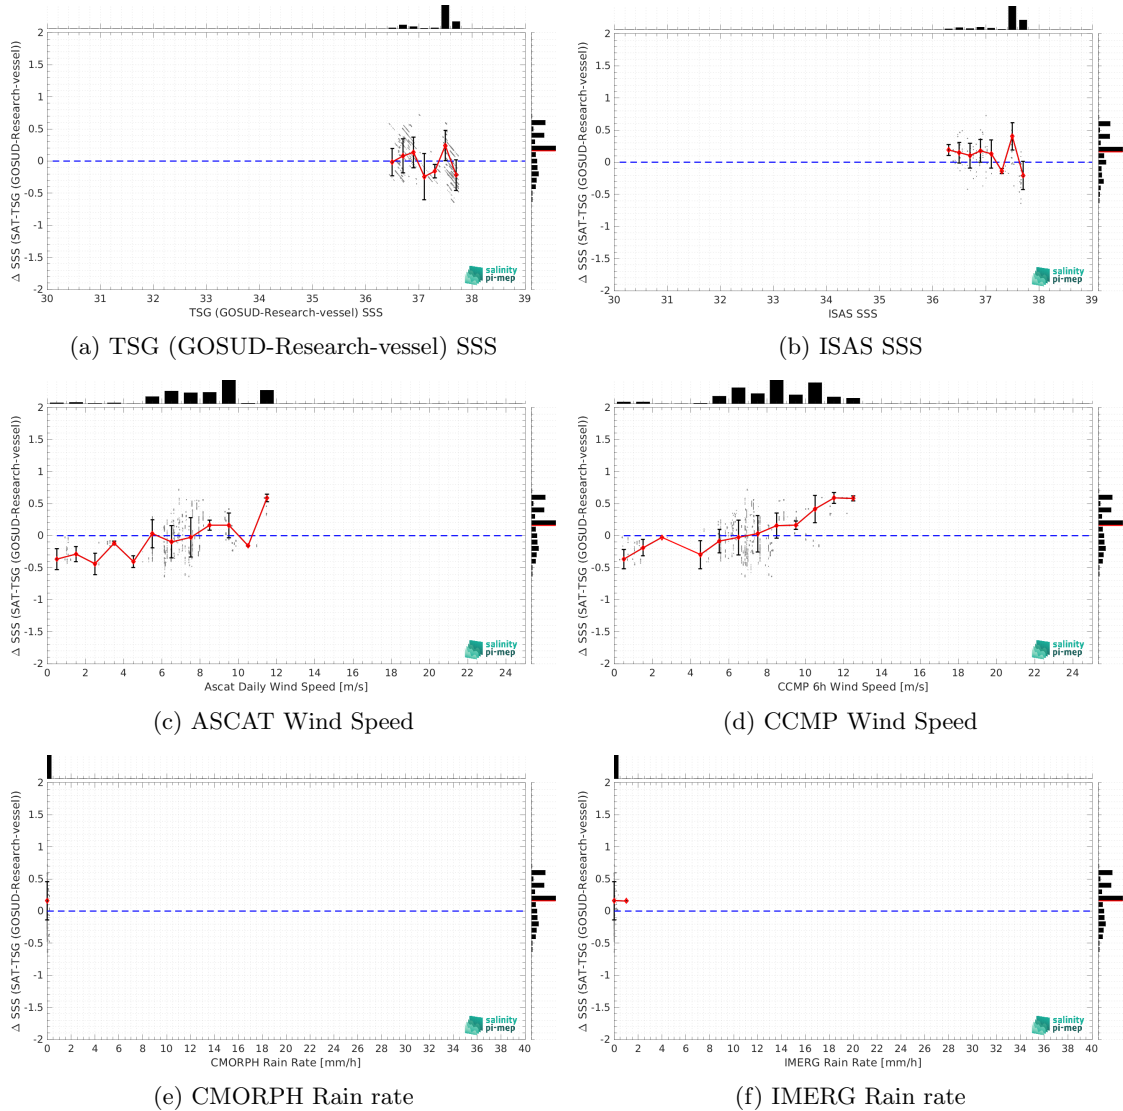 Δ SSS (SAT-TSG (GOSUD-Research-vessel))
2
1.5
1
0.5
0
-0.5
-1
-1.5
-2
30 31 32 33 34 35 36 37 38 39
TSG (GOSUD-Research-vessel) SSS
salinity
pi-mep
(a) TSG (GOSUD-Research-vessel) SSS
Δ SSS (SAT-TSG (GOSUD-Research-vessel))
2
1.5
1
0.5
0
-0.5
-1
-1.5
-2
30 31 32 33 34 35 36 37 38 39
ISAS SSS
salinity
pi-mep
(b) ISAS SSS
Δ SSS (SAT-TSG (GOSUD-Research-vessel))
2
1.5
1
0.5
0
-0.5
-1
-1.5
-2
0 2 4 6 8 10 12 14 16 18 20 22 24
Ascat Daily Wind Speed [m/s]
salinity
pi-mep
(c) ASCAT Wind Speed
Δ SSS (SAT-TSG (GOSUD-Research-vessel))
2
1.5
1
0.5
0
-0.5
-1
-1.5
-2
0 2 4 6 8 10 12 14 16 18 20 22 24
CCMP 6h Wind Speed [m/s]
salinity
pi-mep
(d) CCMP Wind Speed
Δ SSS (SAT-TSG (GOSUD-Research-vessel))
2
1.5
1
0.5
0
-0.5
-1
-1.5
-2
0 2 4 6 8 10 12 14 16 18 20 22 24 26 28 30 32 34 36 38 40
CMORPH Rain Rate [mm/h]
salinity
pi-mep
(e) CMORPH Rain rate
Δ SSS (SAT-TSG (GOSUD-Research-vessel))
2
1.5
1
0.5
0
-0.5
-1
-1.5
-2
0 2 4 6 8 10 12 14 16 18 20 22 24 26 28 30 32 34 36 38 40
IMERG Rain Rate [mm/h]
salinity
pi-mep
(f) IMERG Rain rate